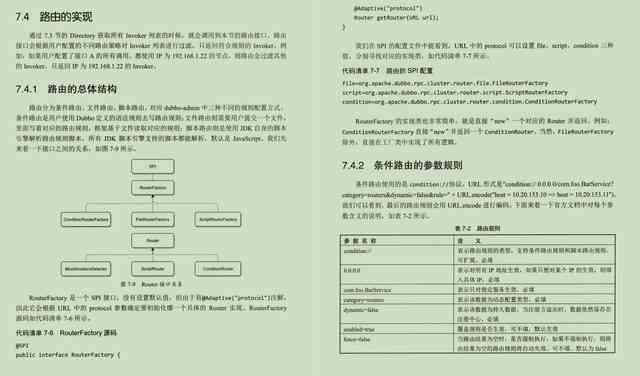 7.4 路由的实现
通过 7.3 节的 Directory 获取所有 Invoker 列表的时候，就会调用到本节的路由接口。路由
接口会根据用户配置的不同路由策略对 Invoker 列表进行过滤，只返回符合规则的 Invoker。例
如：如果用户配置了接口 A 的所有调用，都使用 IP 为 192.168.1.22 的节点，则路由会过滤其他
的 Invoker，只返回 IP 为 192.168.1.22 的 Invoker。
7.4.1 路由的总体结构
路由分为条件路由、文件路由、脚本路由，对应 dubbo-admin 中三种不同的规则配置方式。
条件路由是用户使用 Dubbo 定义的语法规则去写路由规则；文件路由则需要用户提交一个文件，
里面写着对应的路由规则，框架基于文件读取对应的规则；脚本路由则是使用 JDK 自身的脚本
引擎解析路由规则脚本，所有 JDK 脚本引擎支持的脚本都能解析，默认是 JavaScript。我们先
来看一下接口之间的关系，如图 7-8 所示。
SPI
RouterFactory
ConditionRouterFactory
FileRouterFactory
ScriptRouterFactory
Router
MockInvokersSelector
ScriptRouter
ConditionRouter
图 7-8 Router 接口关系
RouterFactory 是一个 SPI 接口，没有设置默认值，但由于有@Adaptive("protocol")注解，
因此它会根据 URL 中的 protocol 参数确定要初始化哪一个具体的 Router 实现。RouterFactory
源码如代码清单 7-6 所示。
代码清单 7-6 RouterFactory 源码
@SPI
public interface RouterFactory {
@Adaptive("protocol")
Router getRouter(URL url);
}
我们在 SPI 的配置文件中能看到，URL 中的 protocol 可以设置 file、script、condition 三种
值，分别寻找对应的实现类，如代码清单 7-7 所示。
代码清单 7-7 路由的 SPI 配置
file=org.apache.dubbo.rpc.cluster.router.file.FileRouterFactory
script=org.apache.dubbo.rpc.cluster.router.script.ScriptRouterFactory
condition=org.apache.dubbo.rpc.cluster.router.condition.ConditionRouterFactory
RouterFactory 的实现类也非常简单，就是直接“new”一个对应的 Router 并返回。例如：
ConditionRouterFactory 直接“new”并返回一个 ConditionRouter。当然，FileRouterFactory
除外，直接在工厂类中实现了所有逻辑。
7.4.2 条件路由的参数规则
条件路由使用的是 condition://协议，URL 形式是"condition:// 0.0.0.0/com.foo.BarService?
category=routers&dynamic=false&rule=" + URL.encode("host = 10.20.153.10 => host = 10.20.153.11")。
我们可以看到，最后的路由规则会用 URL.encode 进行编码。下面来看一下官方文档中对每个参
数含义的说明，如表 7-2 所示。
表 7-2 路由规则
参 数 名 称 含 义
condition:// 表示路由规则的类型，支持条件路由规则和脚本路由规则，
可扩展，必填
0.0.0.0 表示对所有 IP 地址生效，如果只想对某个 IP 的生效，则填
入具体 IP，必填
com.foo.BarService 表示只对指定服务生效，必填
category=routers 表示该数据为动态配置类型，必填
dynamic=false 表示该数据为持久数据，当注册方退出时，数据依然保存在
注册中心，必填
enabled=true 覆盖规则是否生效，可不填，默认生效
force=false 当路由结果为空时，是否强制执行，如果不强制执行，则路
由结果为空的路由规则将自动失效，可不填，默认为 false